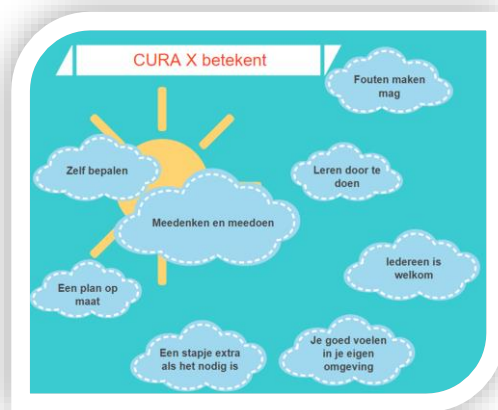 CURA X betekent
Fouten maken
mag
Zelf bepalen
Leren door te
doen
Meedenken en meedoen
Iedereen is
welkom
Een plan op
maat
Een stapje extra
als het nodig is
Je goed voelen
in je eigen
omgeving